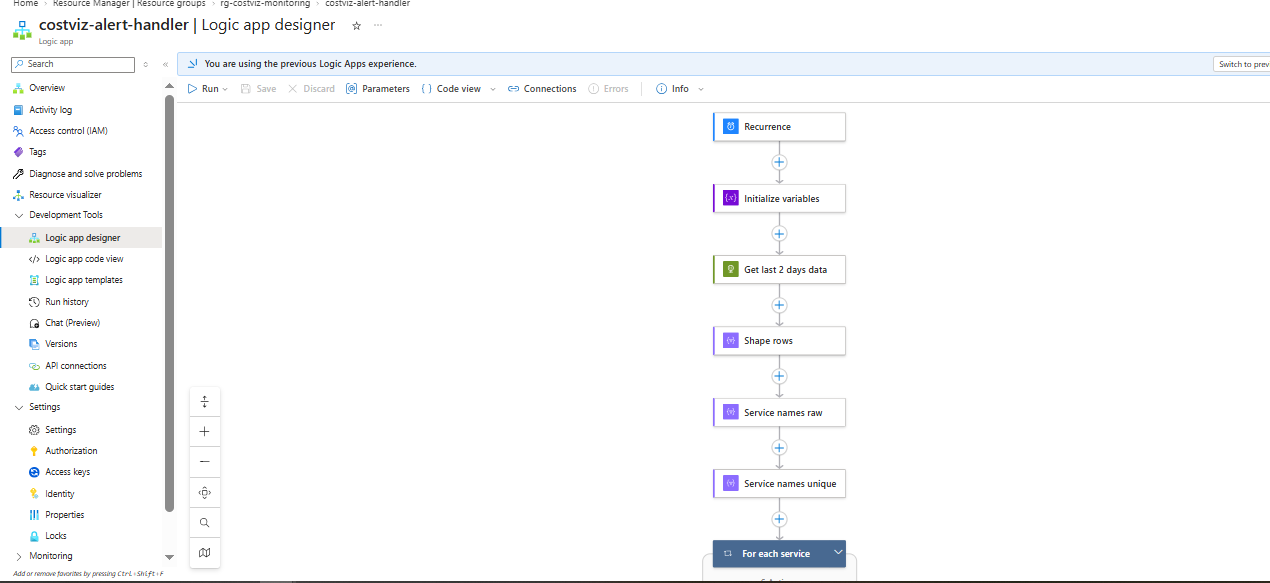 Home > Resource Manager | Resource groups > rg-costviz-monitoring > costviz-alert-handler
costviz-alert-handler | Logic app designer
Logic app
Search
You are using the previous Logic Apps experience.
Switch to prev
Run
Save
Discard
Parameters
Code view
Connections
Errors
Info
Overview
Activity log
Access control (IAM)
Tags
Diagnose and solve problems
Resource visualizer
Development Tools
Logic app designer
Logic app code view
Logic app templates
Run history
Chat (Preview)
Versions
API connections
Quick start guides
Settings
Settings
Authorization
Access keys
Identity
Properties
Locks
Monitoring
Add or remove favorites by pressing Ctrl+Shift+F
Recurrence
Initialize variables
Get last 2 days data
Shape rows
Service names raw
Service names unique
For each service